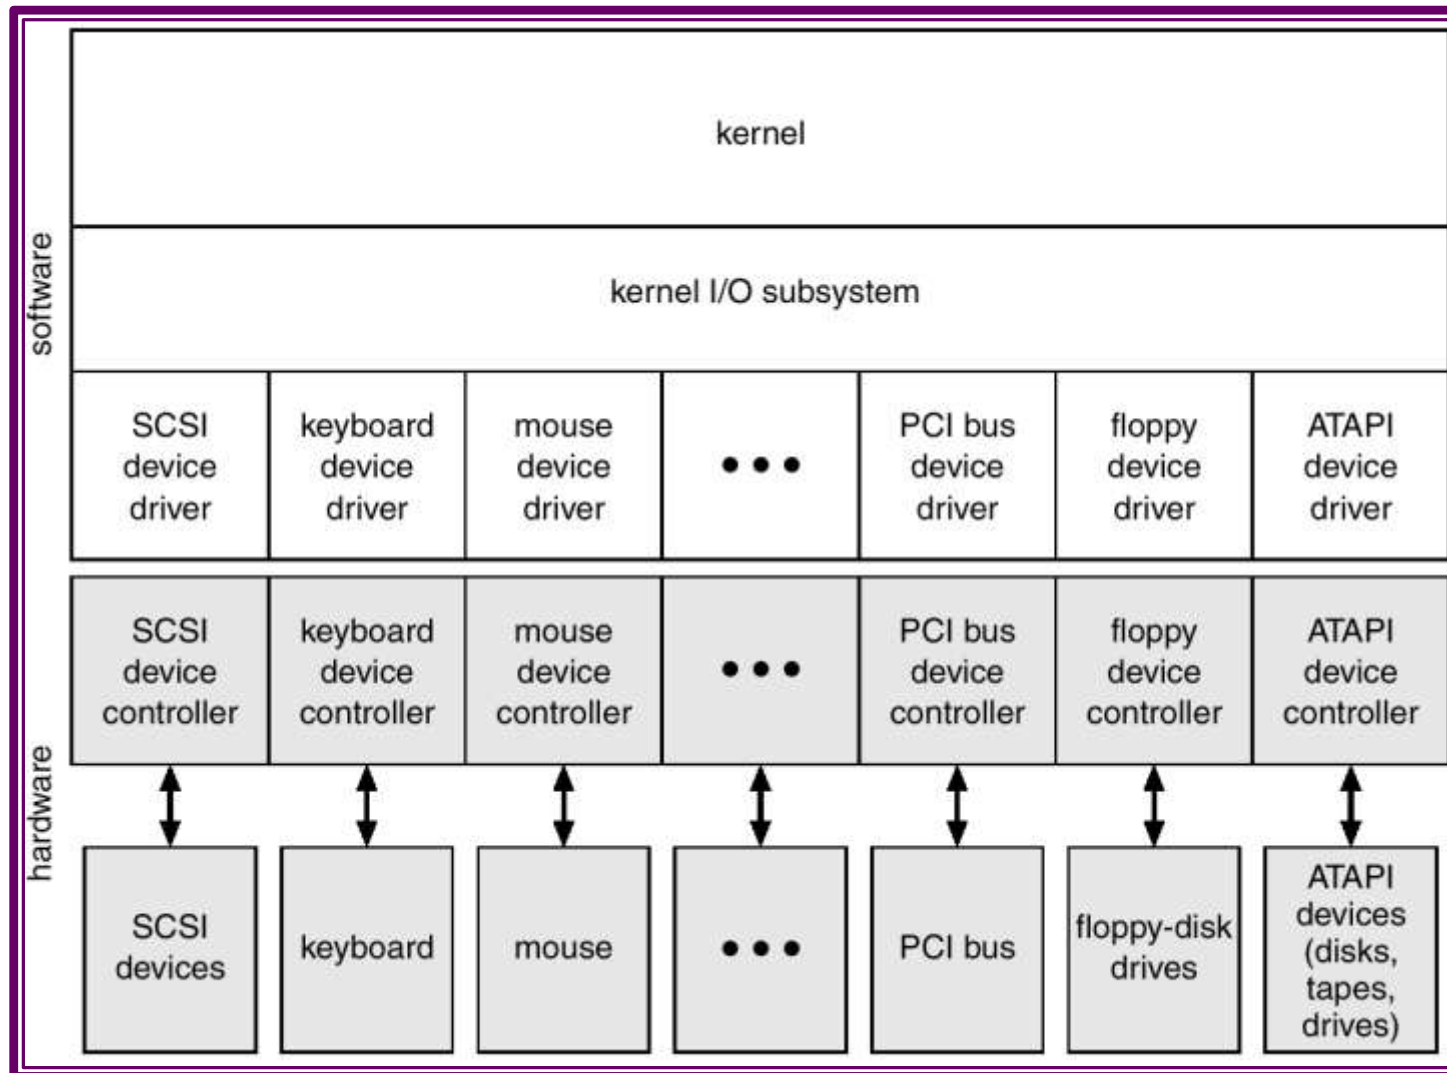 kernel
kernel I/O subsystem
software
SCSI
device
driver
keyboard
device
driver
mouse
device
driver
PCI bus
device
driver
floppy
device
driver
ATAPI
device
driver
hardware
SCSI
device
controller
keyboard
device
controller
mouse
device
controller
PCI bus
device
controller
floppy
device
controller
ATAPI
device
controller
SCSI
devices
keyboard
mouse
PCI bus
floppy-disk
drives
ATAPI
devices
(disks,
tapes,
drives)